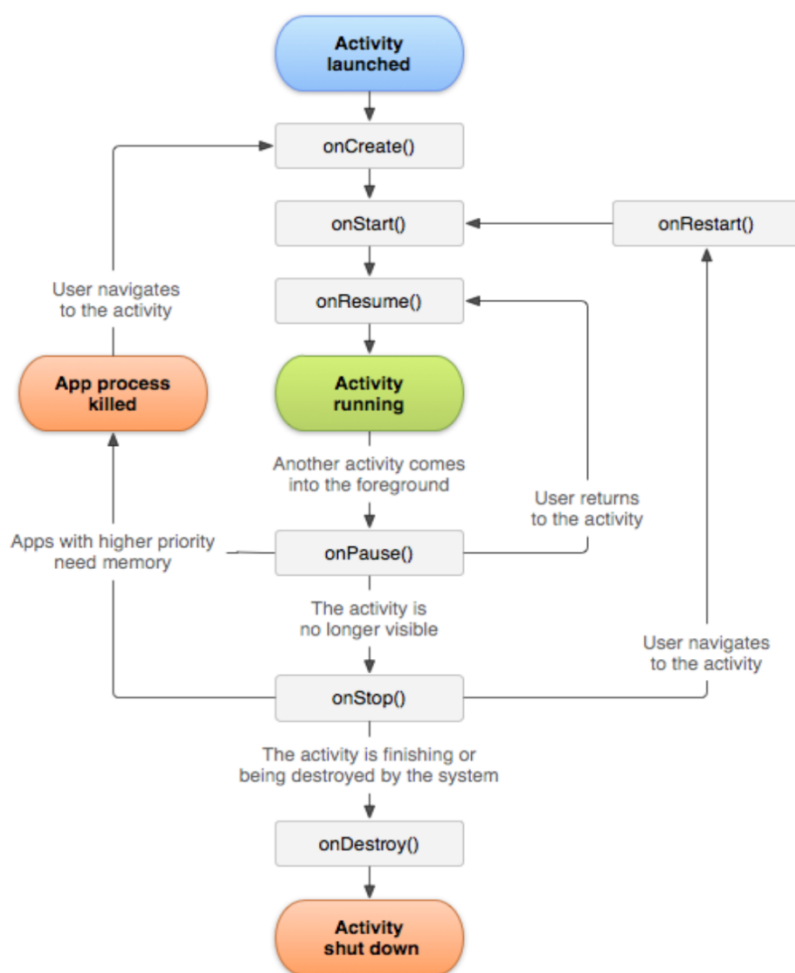 Activity
launched
onCreate()
onStart()
onRestart()
User navigates
to the activity
onResume()
App process
killed
Activity
running
Another activity comes
into the foreground
User returns
to the activity
Apps with higher priority
need memory
onPause()
The activity is
no longer visible
User navigates
to the activity
onStop()
The activity is finishing or
being destroyed by the system
onDestroy()
Activity
shut down